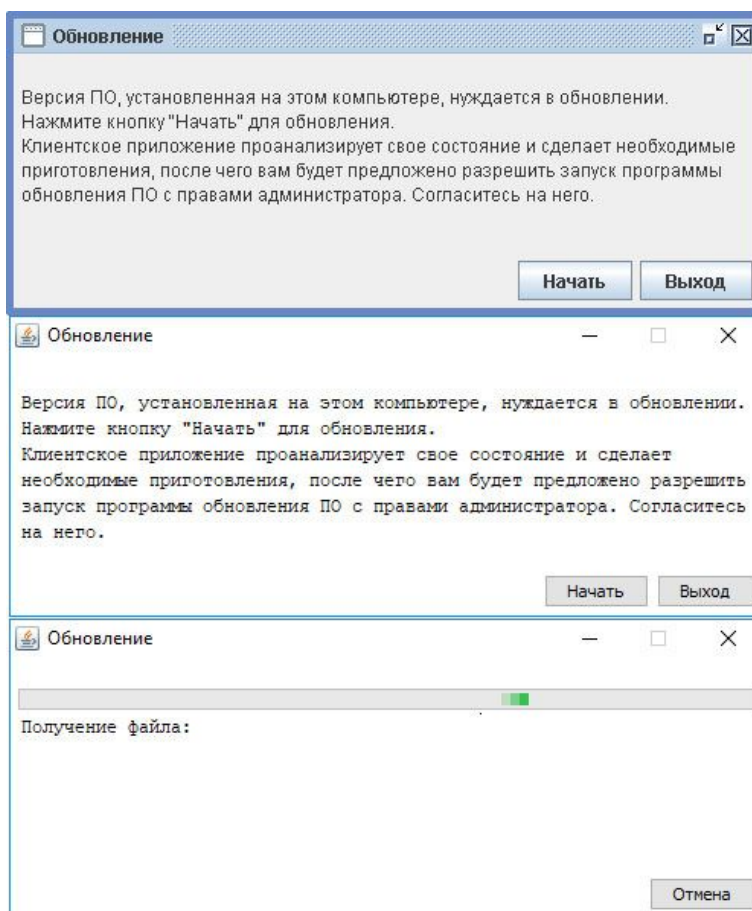 Обновление
Версия ПО, установленная на этом компьютере, нуждается в обновлении.
Нажмите кнопку "Начать" для обновления.
Клиентское приложение проанализирует свое состояние и сделает необходимые
приготовления, после чего вам будет предложено разрешить запуск программы
обновления ПО с правами администратора. Согласитесь на него.
Начать Выход
Обновление
Версия ПО, установленная на этом компьютере, нуждается в обновлении.
Нажмите кнопку "Начать" для обновления.
Клиентское приложение проанализирует свое состояние и сделает
необходимые приготовления, после чего вам будет предложено разрешить
запуск программы обновления ПО с правами администратора. Согласитесь
на него.
Начать Выход
Обновление
Получение файла:
Отмена